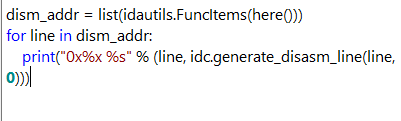 dism_addr = list(idautils.FuncItems(here()))
for line in dism_addr:
    print("0x%x %s" % (line, idc.generate_disasm_line(line,
0)))